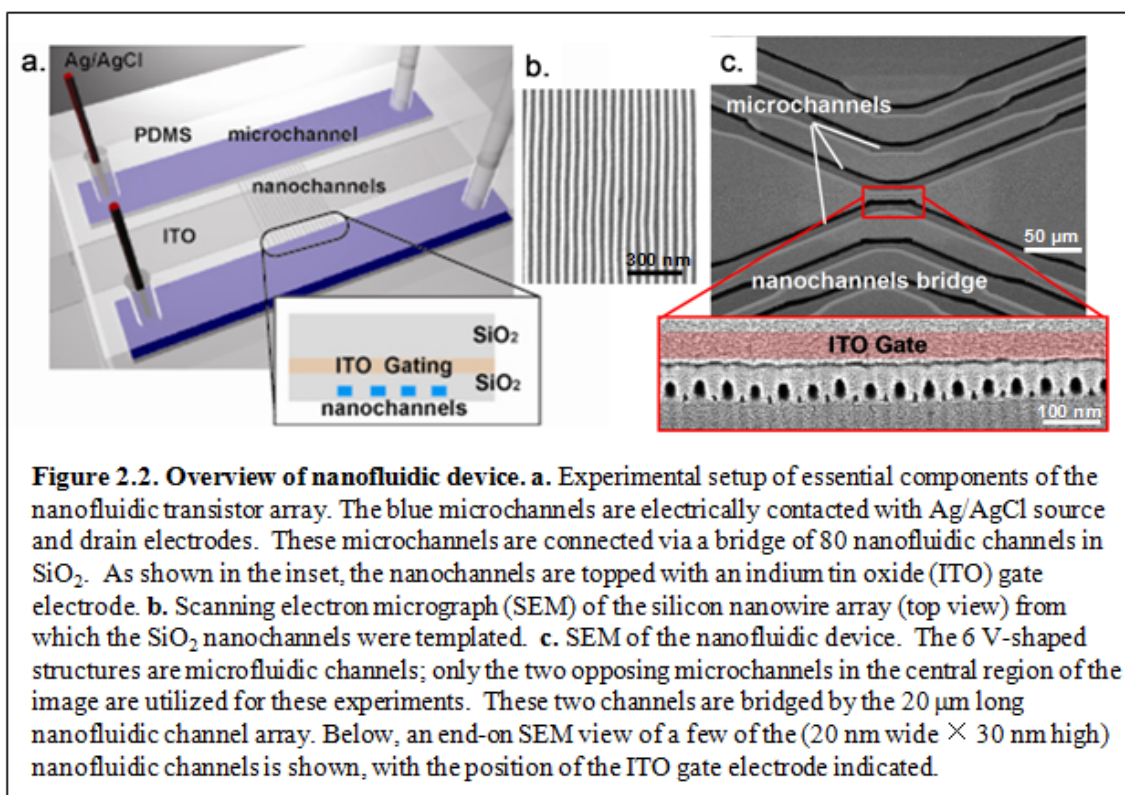 a.
Ag/AgCl
PDMS microchannel
nanochannels
ITO
SiO₂
ITO Gating
SiO₂
nanochannels
b.
300 nm
c.
microchannels
50 µm
nanochannels bridge
ITO Gate
100 nm
Figure 2.2. Overview of nanofluidic device. a. Experimental setup of essential components of the
nanofluidic transistor array. The blue microchannels are electrically contacted with Ag/AgCl source
and drain electrodes. These microchannels are connected via a bridge of 80 nanofluidic channels in
SiO₂. As shown in the inset, the nanochannels are topped with an indium tin oxide (ITO) gate
electrode. b. Scanning electron micrograph (SEM) of the silicon nanowire array (top view) from
which the SiO₂ nanochannels were templated. c. SEM of the nanofluidic device. The 6 V-shaped
structures are microfluidic channels; only the two opposing microchannels in the central region of the
image are utilized for these experiments. These two channels are bridged by the 20 µm long
nanofluidic channel array. Below, an end-on SEM view of a few of the (20 nm wide × 30 nm high)
nanofluidic channels is shown, with the position of the ITO gate electrode indicated.